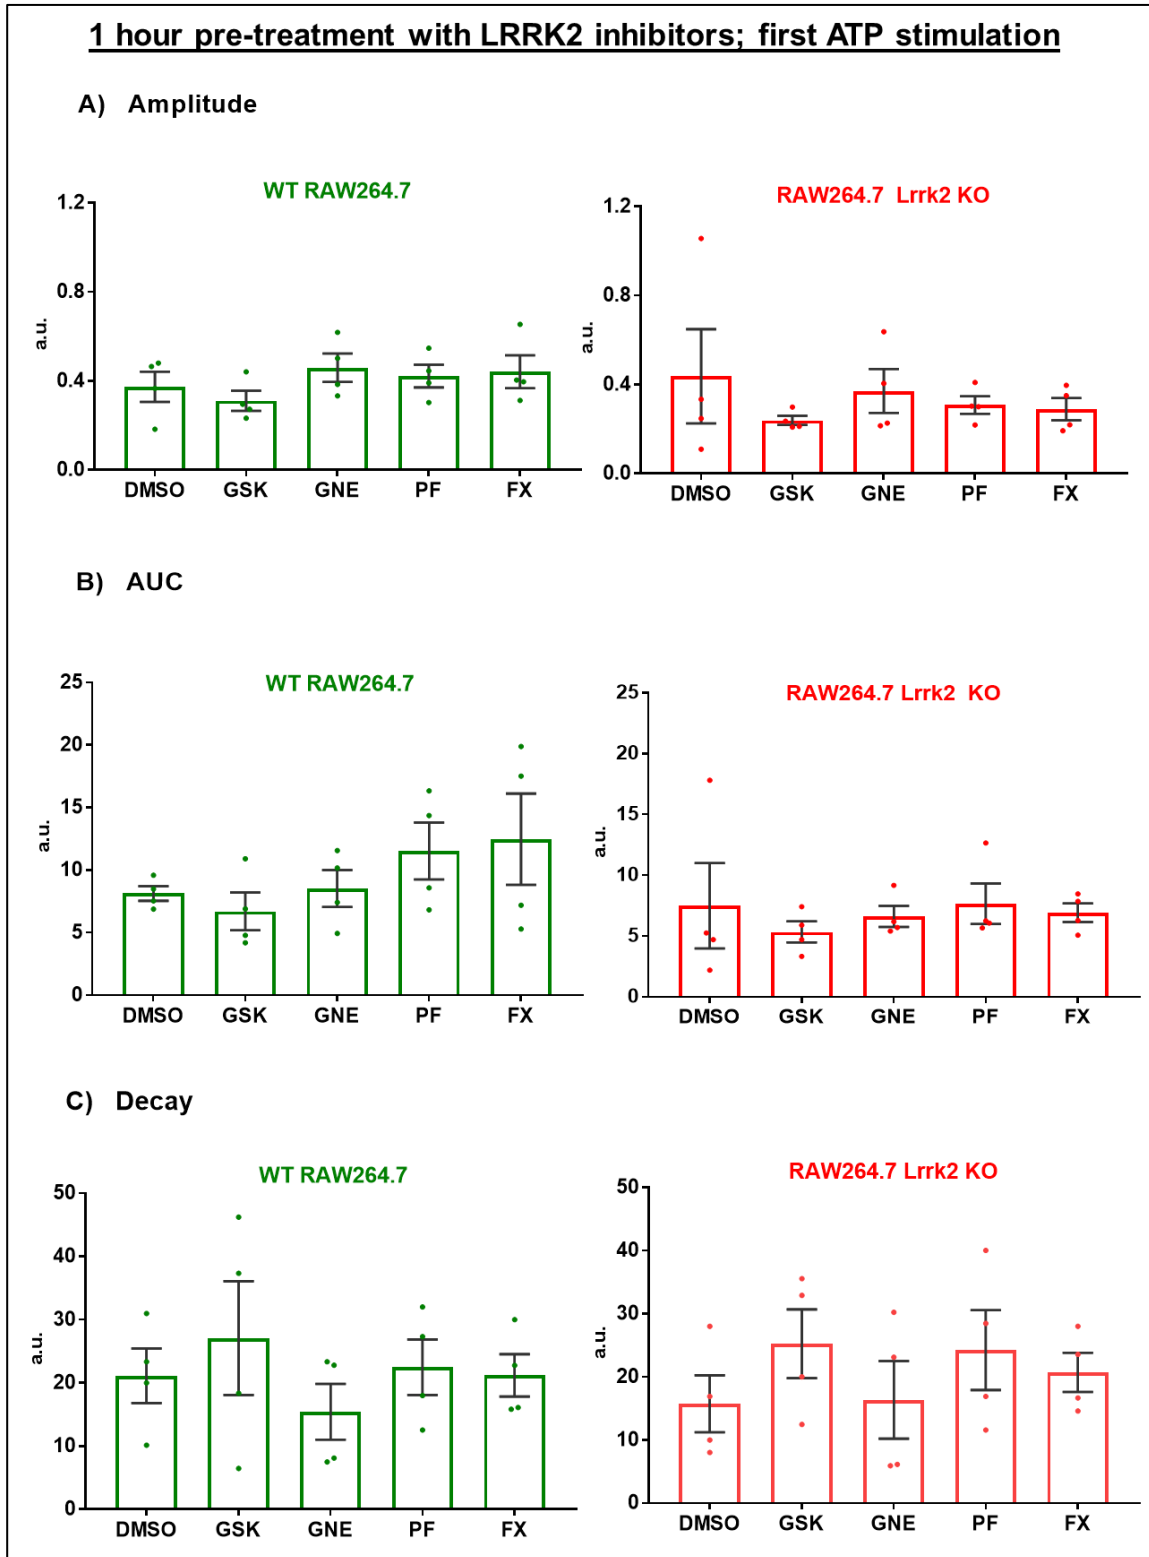 1 hour pre-treatment with LRRK2 inhibitors; first ATP stimulation
A) Amplitude
WT RAW264.7
1.2
0.8
0.4
0.0
a.u.
DMSO GSK GNE PF FX
RAW264.7 Lrrk2 KO
1.2
0.8
0.4
0.0
a.u.
DMSO GSK GNE PF FX
B) AUC
WT RAW264.7
25
20
15
10
5
0
a.u.
DMSO GSK GNE PF FX
RAW264.7 Lrrk2 KO
25
20
15
10
5
0
a.u.
DMSO GSK GNE PF FX
C) Decay
WT RAW264.7
50
40
30
20
10
0
a.u.
DMSO GSK GNE PF FX
RAW264.7 Lrrk2 KO
50
40
30
20
10
0
a.u.
DMSO GSK GNE PF FX